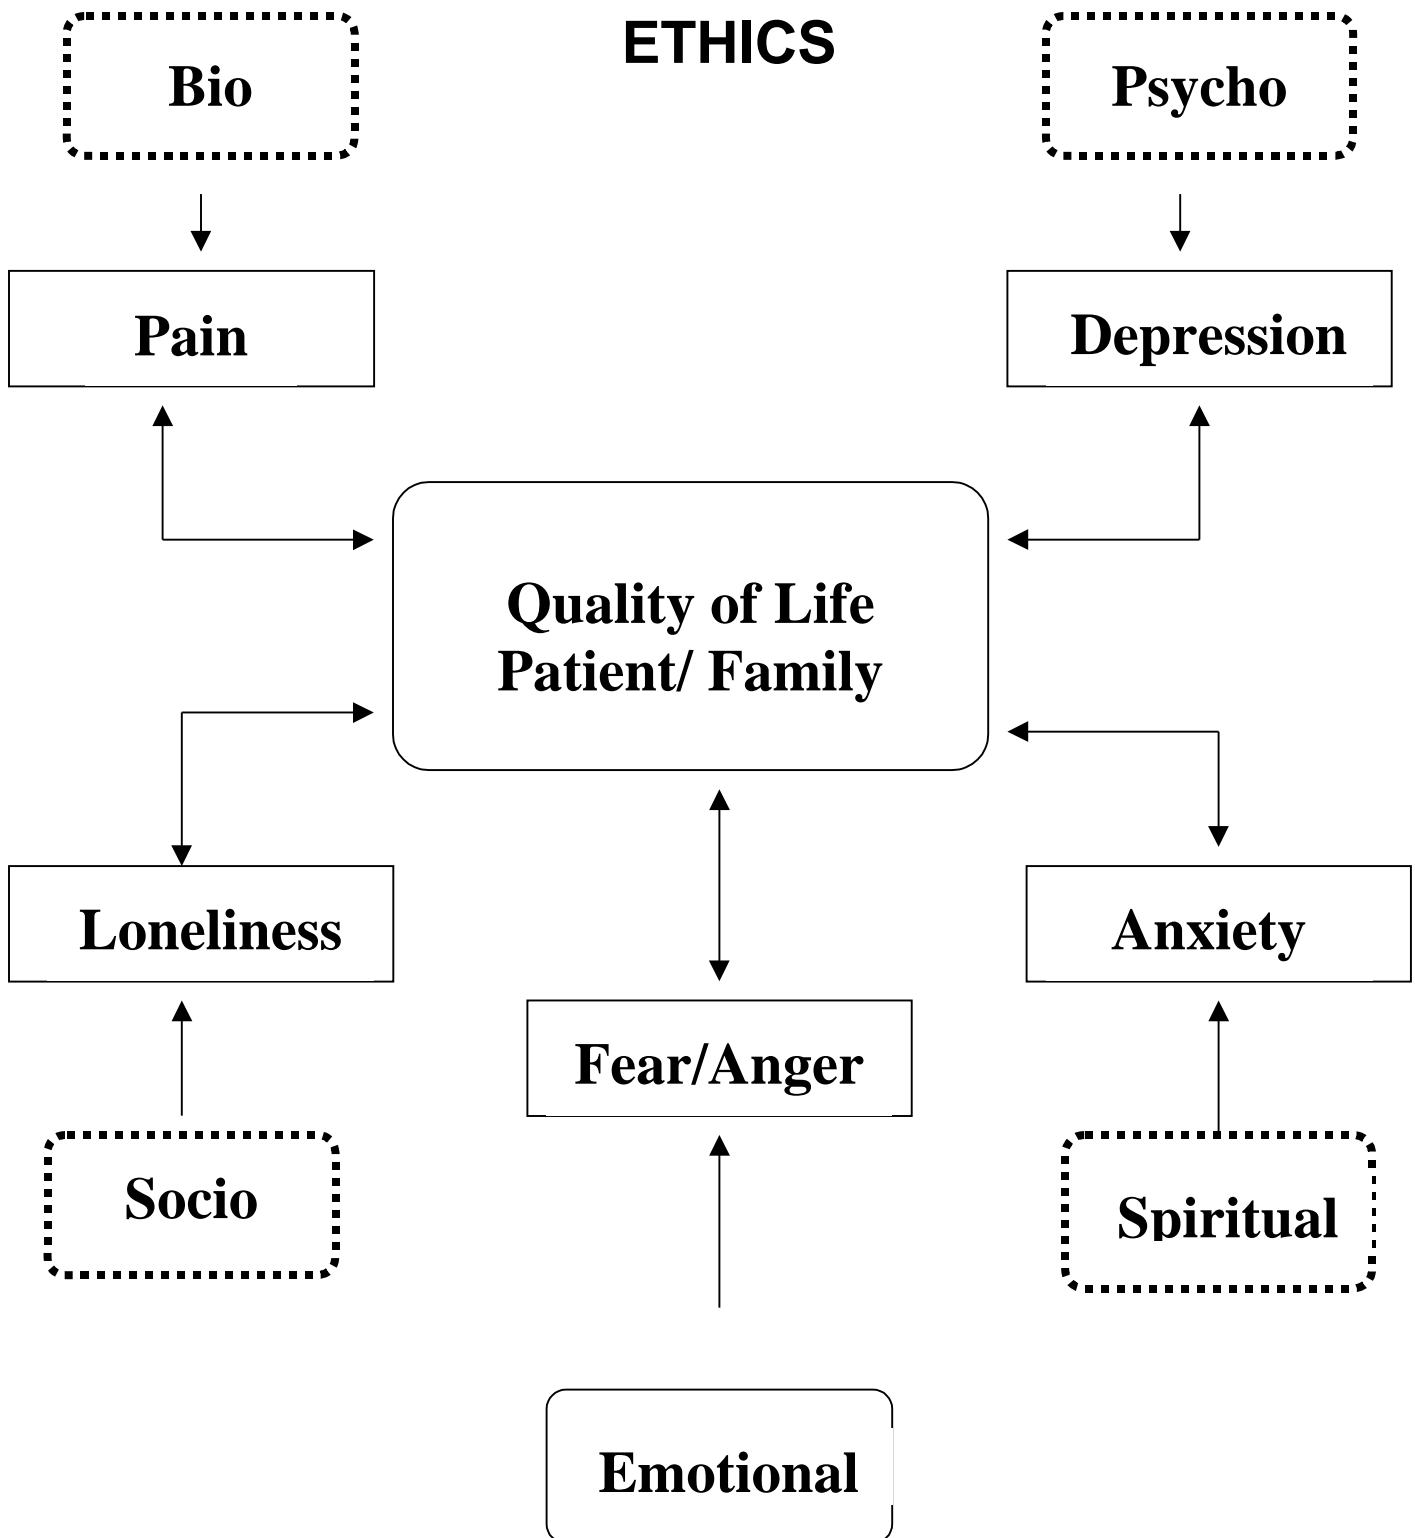 ETHICS
Bio
Psycho
Pain
Depression
Quality of Life
Patient/ Family
Loneliness
Anxiety
Fear/Anger
Socio
Spiritual
Emotional